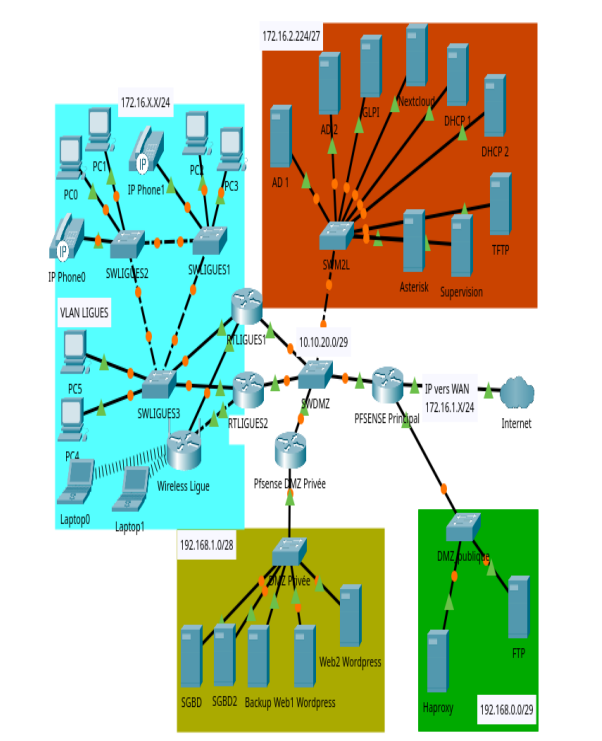 172.16.2.224/27
AD 1
AD 2
GLPI
Nextcloud
DHCP 1
DHCP 2
SWM2L
Asterisk
Supervision
TFTP
172.16.X.X/24
PC0
PC1
IP
IP Phone1
PC2
PC3
IP
IP Phone0
SWLIGUES2
SWLIGUES1
VLAN LIGUES
RTLIGUES1
PC5
SWLIGUES3
PC4
RTLIGUES2
Wireless Ligue
Laptop0
Laptop1
10.10.20.0/29
SWDMZ
PFSENSE Principal
IP vers WAN
172.16.1.X/24
Internet
Pfsense DMZ Privée
192.168.1.0/28
DMZ Privée
SGBD
SGBD2
Backup
Web1 Wordpress
Web2 Wordpress
DMZ publique
Haproxy
FTP
192.168.0.0/29